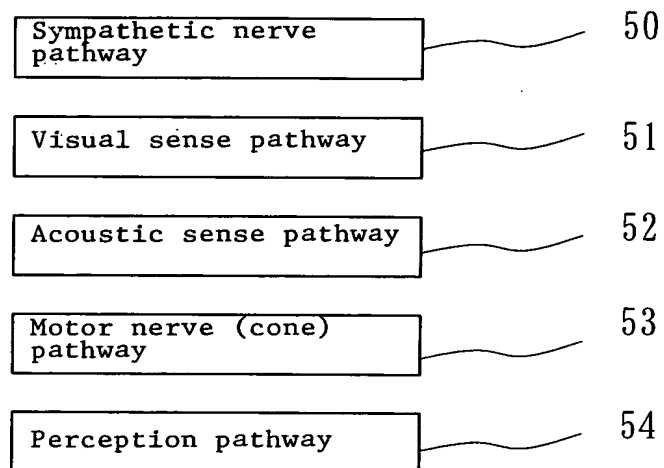 Sympathetic nerve
pathway
50
Visual sense pathway
51
Acoustic sense pathway
52
Motor nerve (cone)
pathway
53
Perception pathway
54